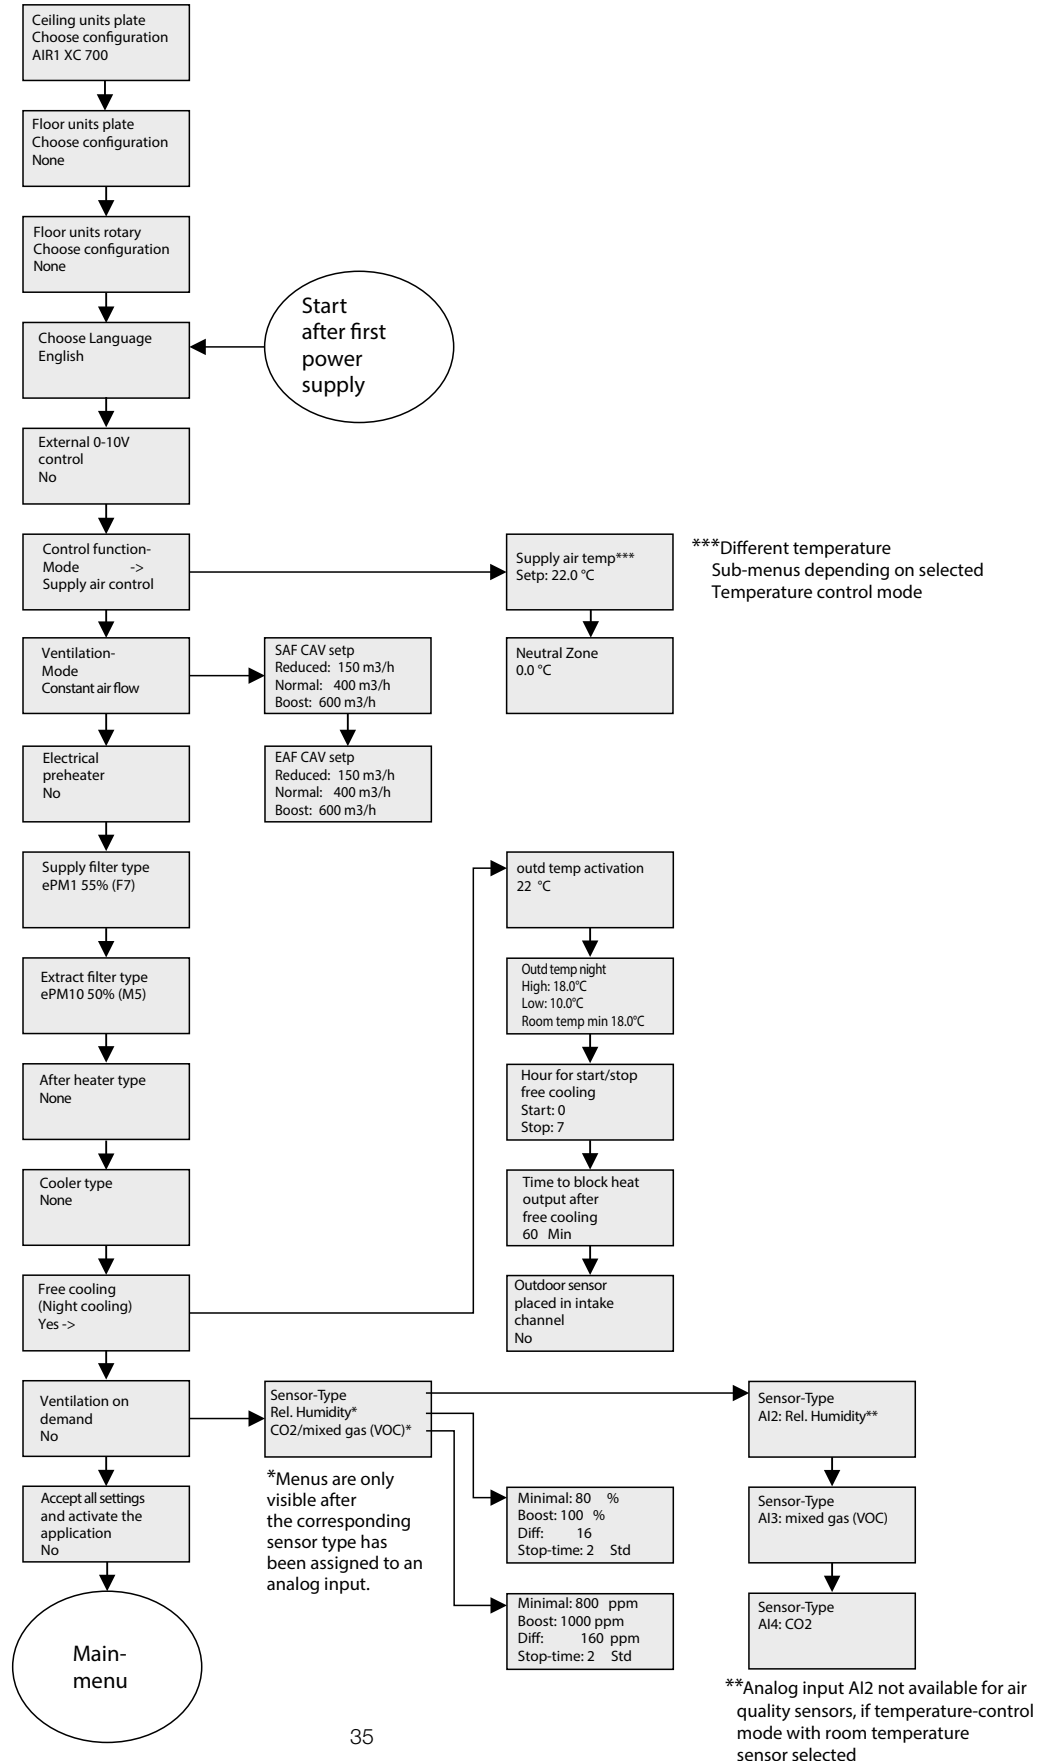 Ceiling units plate
Choose configuration
AIR1 XC 700
Floor units plate
Choose configuration
None
Floor units rotary
Choose configuration
None
Start
after first
power
supply
Choose Language
English
External 0-10V
control
No
Control function-
Mode ->
Supply air control
Supply air temp***
Setp: 22.0 °C
***Different temperature
Sub-menus depending on selected
Temperature control mode
Neutral Zone
0.0 °C
Ventilation-
Mode
Constant air flow
SAF CAV setp
Reduced: 150 m3/h
Normal: 400 m3/h
Boost: 600 m3/h
EAF CAV setp
Reduced: 150 m3/h
Normal: 400 m3/h
Boost: 600 m3/h
Electrical
preheater
No
Supply filter type
ePM1 55% (F7)
Extract filter type
ePM10 50% (M5)
After heater type
None
Cooler type
None
Free cooling
(Night cooling)
Yes ->
outd temp activation
22 °C
Outd temp night
High: 18.0°C
Low: 10.0°C
Room temp min 18.0°C
Hour for start/stop
free cooling
Start: 0
Stop: 7
Time to block heat
output after
free cooling
60 Min
Outdoor sensor
placed in intake
channel
No
Ventilation on
demand
No
Sensor-Type
Rel. Humidity*
CO2/mixed gas (VOC)*
*Menus are only
visible after
the corresponding
sensor type has
been assigned to an
analog input.
Minimal: 80 %
Boost: 100 %
Diff: 16
Stop-time: 2 Std
Minimal: 800 ppm
Boost: 1000 ppm
Diff: 160 ppm
Stop-time: 2 Std
Sensor-Type
AI2: Rel. Humidity**
Sensor-Type
AI3: mixed gas (VOC)
Sensor-Type
AI4: CO2
**Analog input AI2 not available for air
quality sensors, if temperature-control
mode with room temperature
sensor selected
Accept all settings
and activate the
application
No
Main-
menu
35